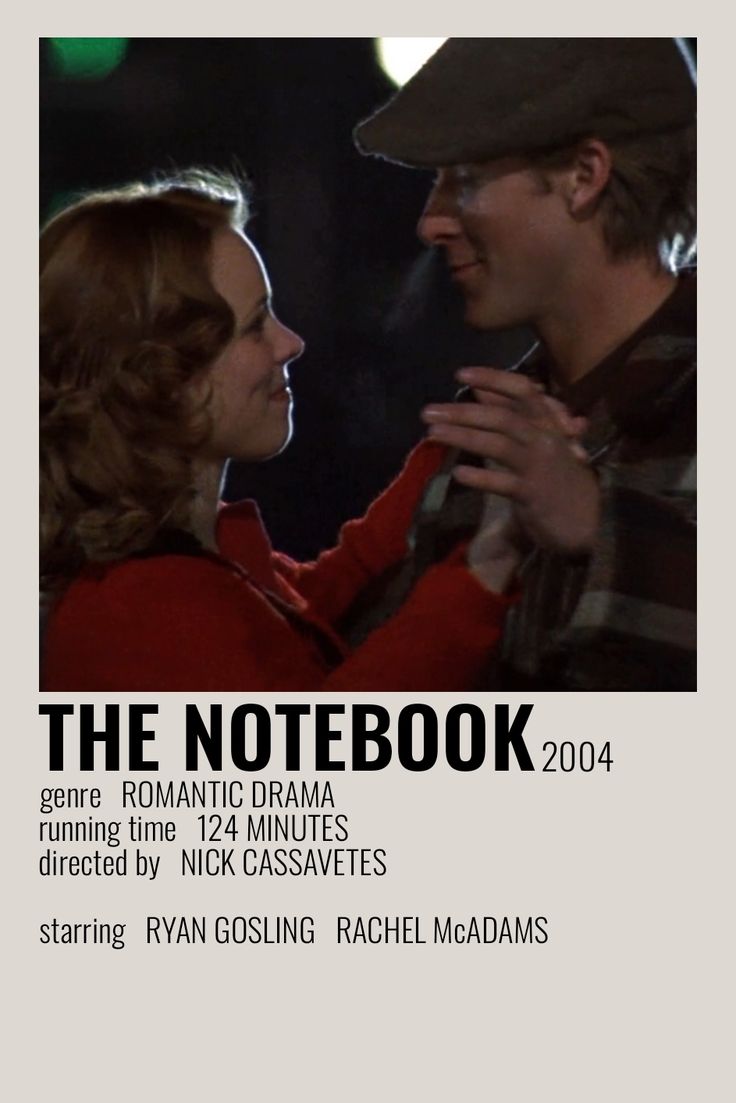 THE NOTEBOOK 2004
genre ROMANTIC DRAMA
running time 124 MINUTES
directed by NICK CASSAVETES
starring RYAN GOSLING RACHEL McADAMS